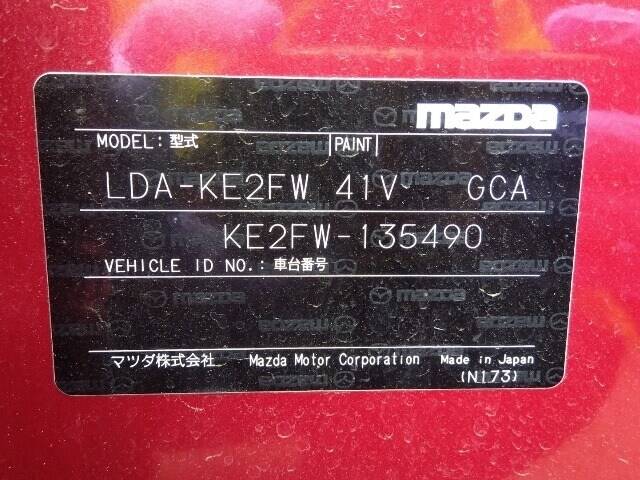 mazda
MODEL: 型式 PAINT
LDA-KE2FW 41V GCA
KE2FW-135490
VEHICLE ID NO.: 車台番号
マツダ株式会社 Mazda Motor Corporation Made in Japan
(N173)